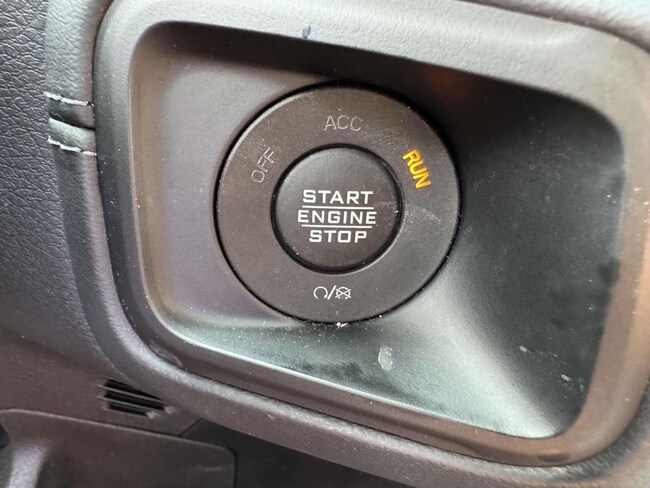 ACC
OFF
RUN
START
ENGINE
STOP
/